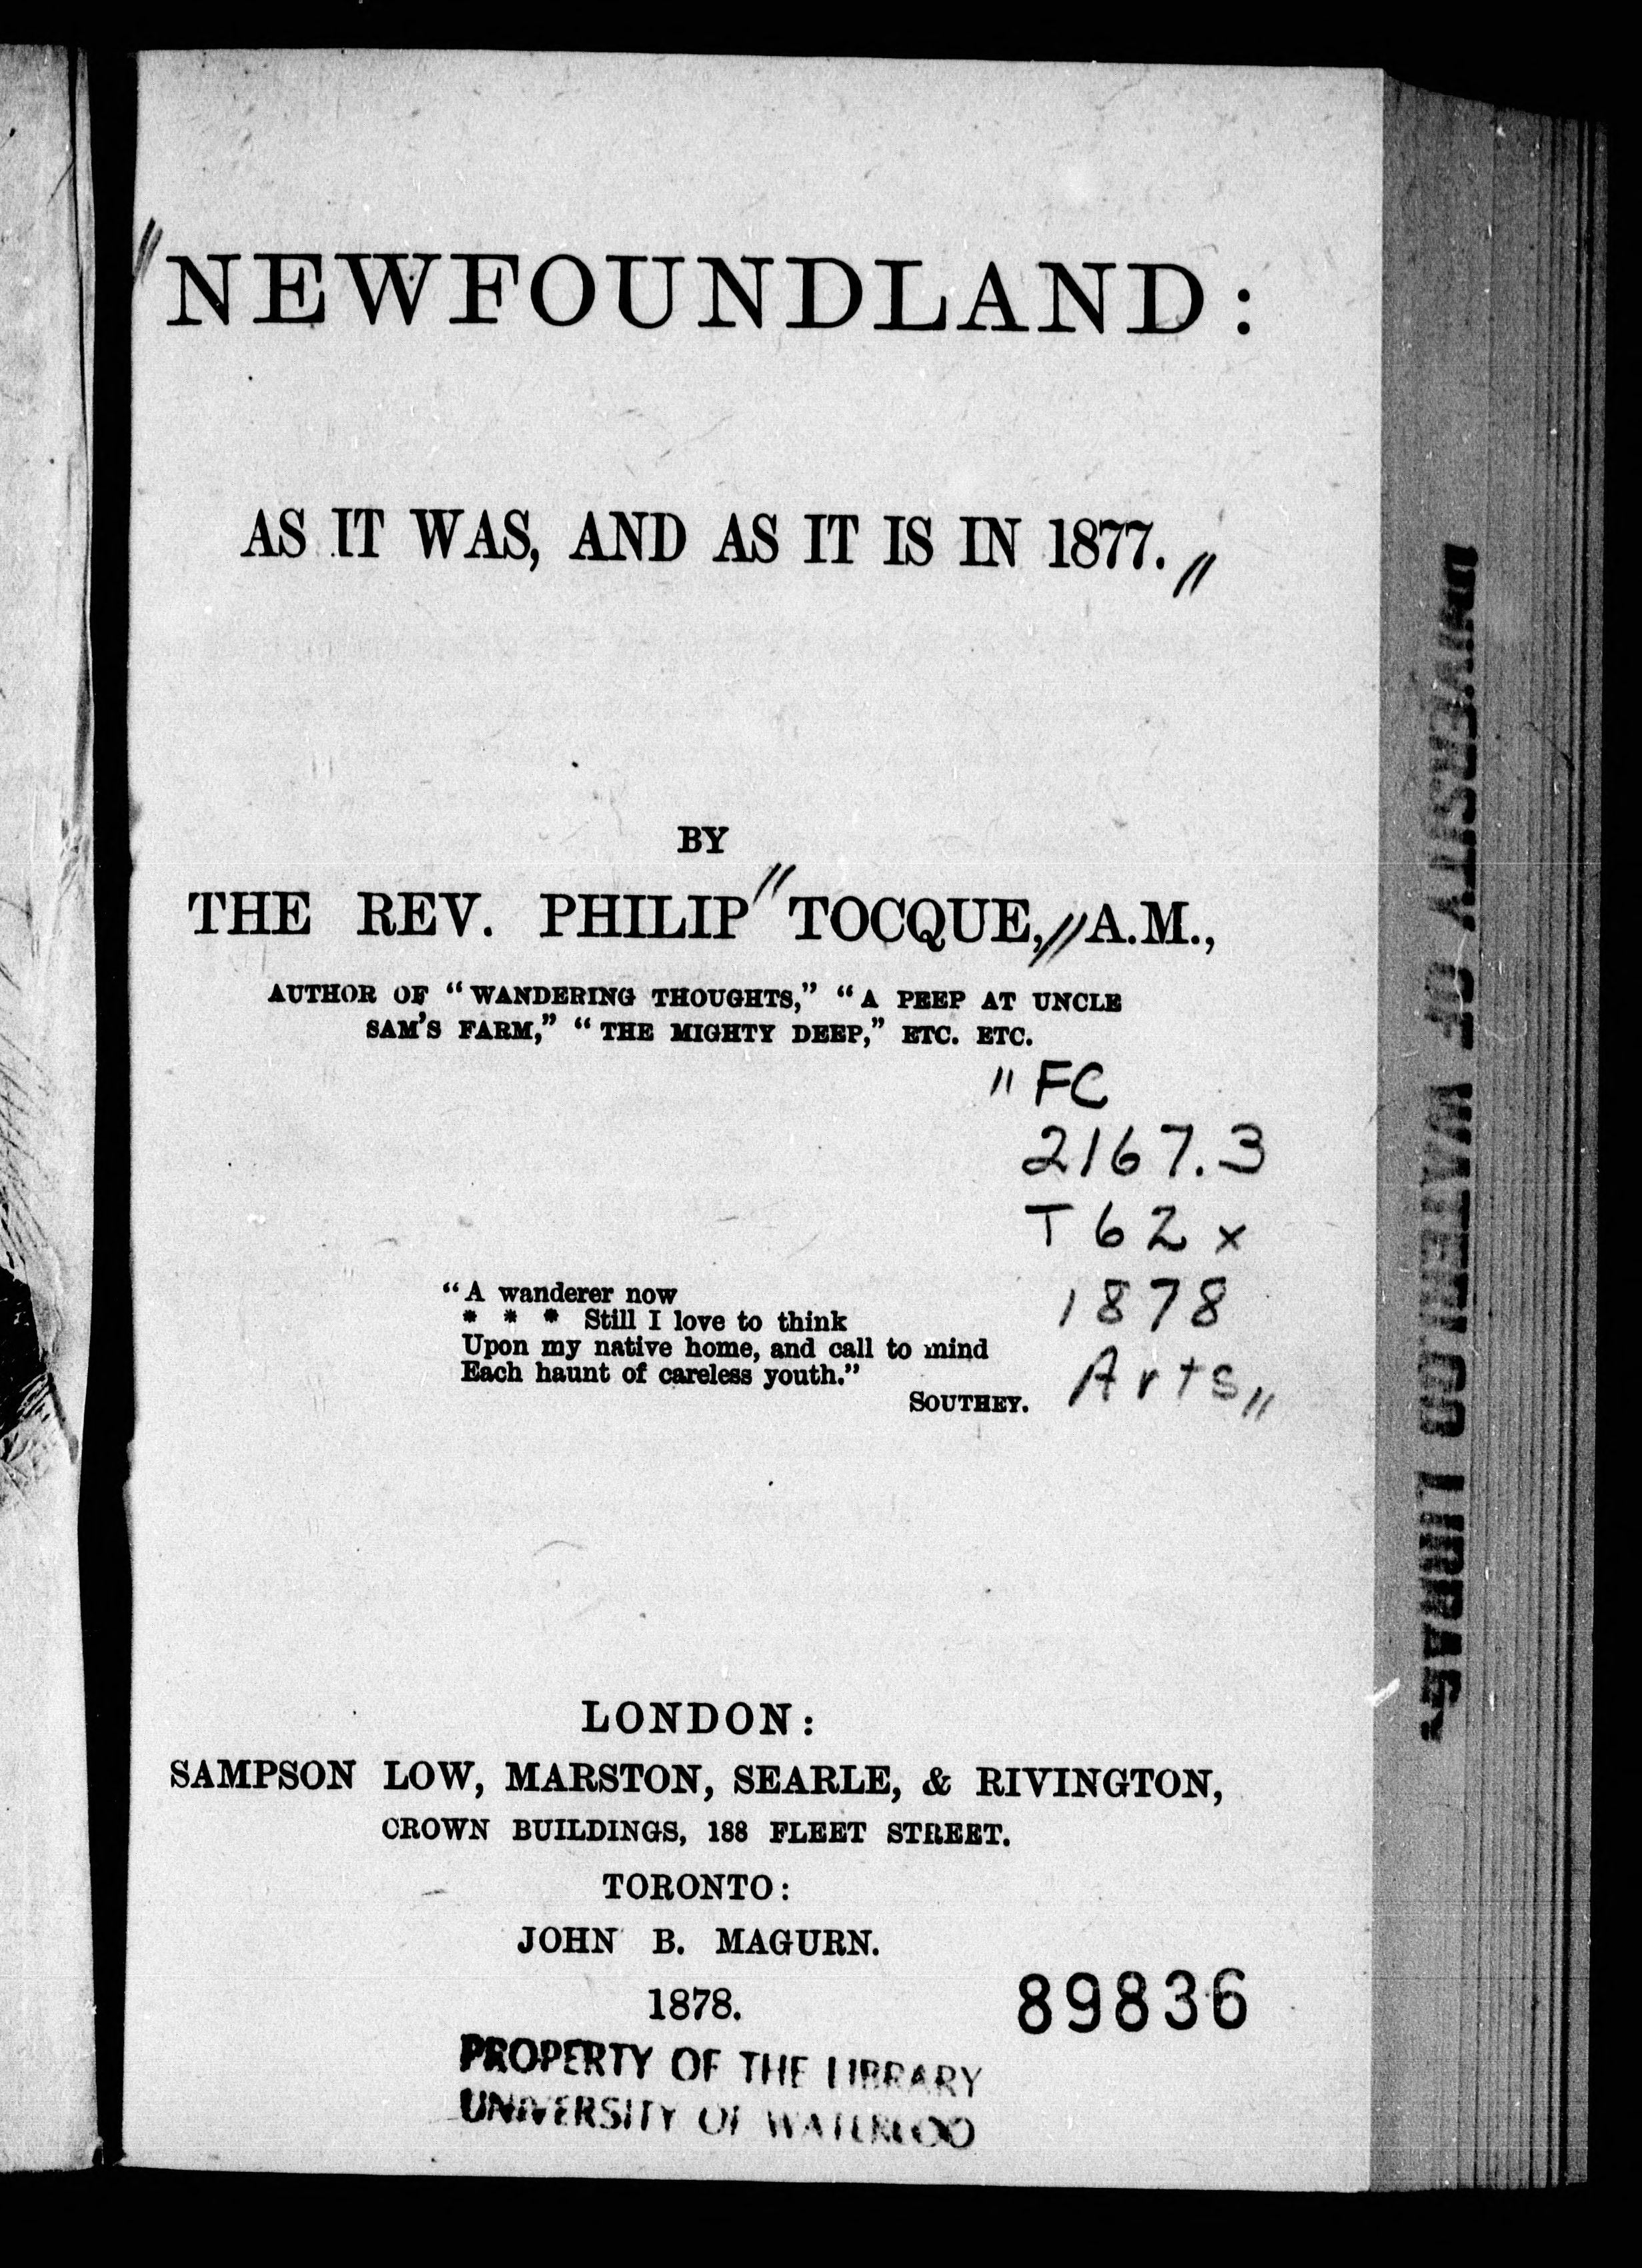 NEWFOUNDLAND:
AS IT WAS, AND AS IT IS IN 1877.
BY
THE REV. PHILIP TOCQUE, A.M.,
AUTHOR OF “WANDERING THOUGHTS,” “A PEEP AT UNCLE
SAM'S FARM,” “THE MIGHTY DEEP,” ETC. ETC.
" FC
2167.3
T62x
1878
Arts "
“A wanderer now
* * * Still I love to think
Upon my native home, and call to mind
Each haunt of careless youth.”
SOUTHEY.
LONDON:
SAMPSON LOW, MARSTON, SEARLE, & RIVINGTON,
CROWN BUILDINGS, 188 FLEET STREET.
TORONTO:
JOHN B. MAGURN.
1878.
89836
PROPERTY OF THE LIBRARY
UNIVERSITY OF WATERLOO
UNIVERSITY OF WATERLOO LIBRARY